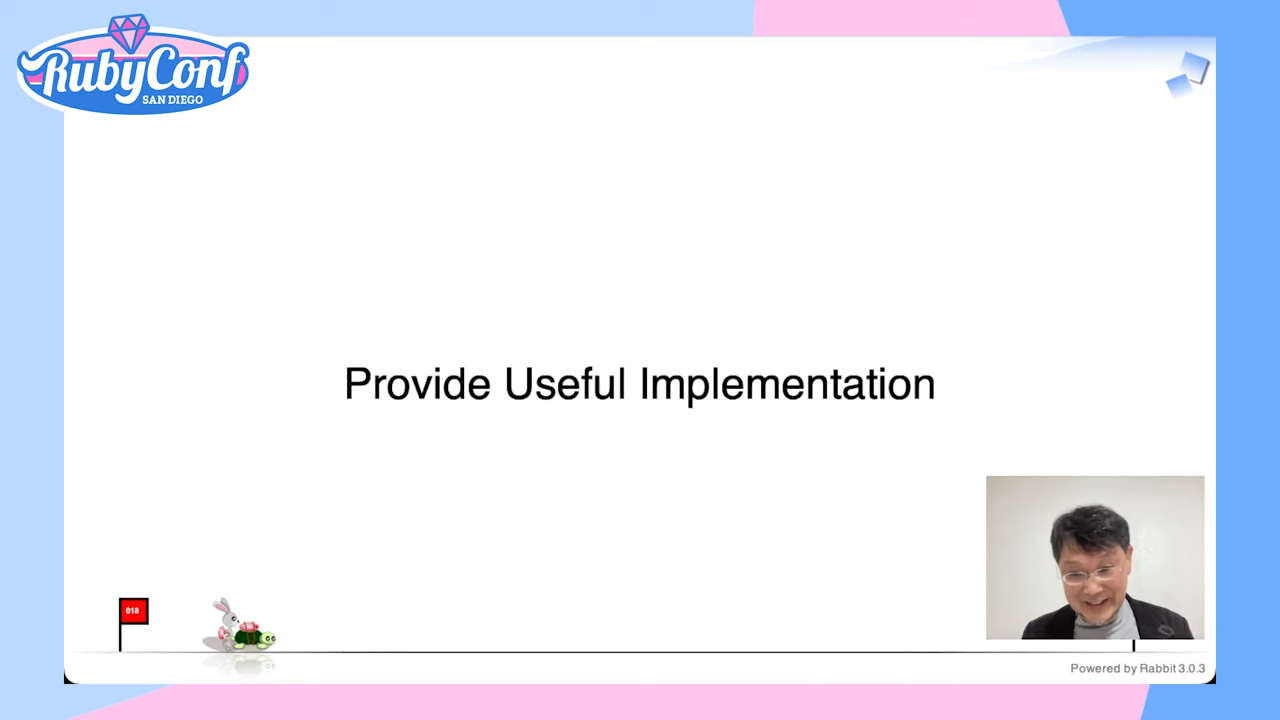 RubyConf
SAN DIEGO
Provide Useful Implementation
018
Powered by Rabbit 3.0.3